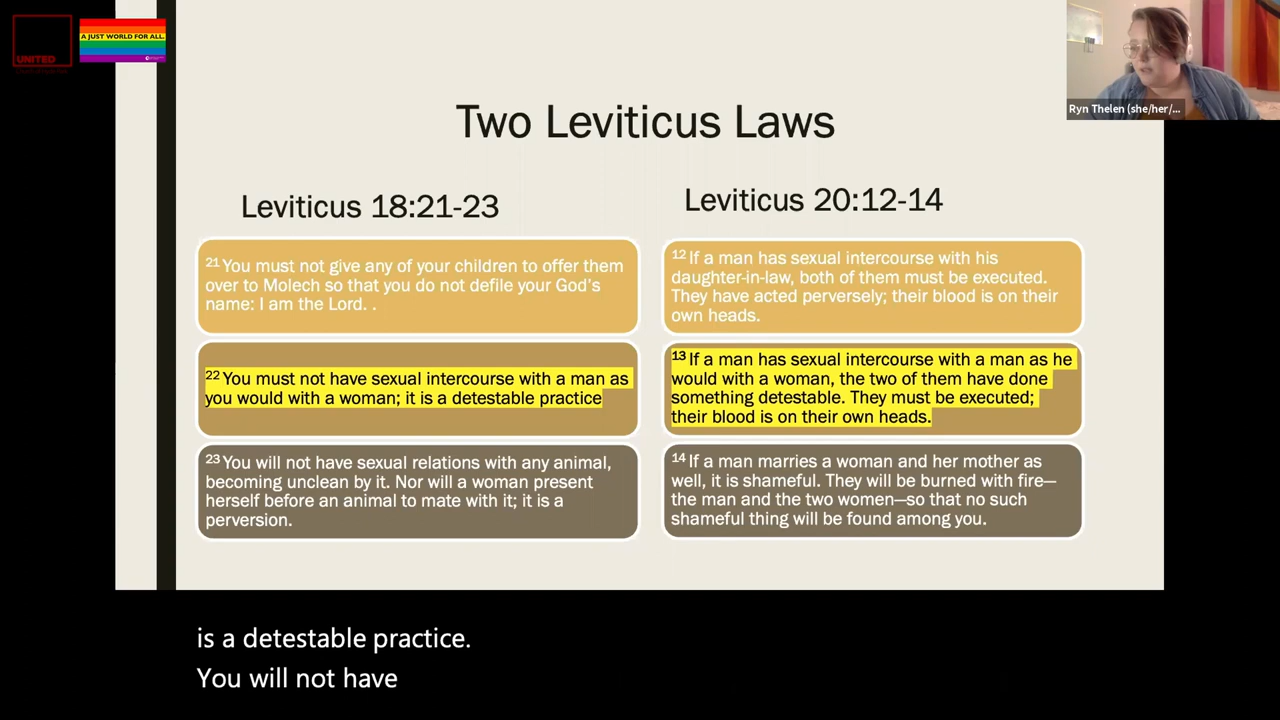 UNITED
A JUST WORLD FOR ALL.
Ryn Thelen (she/her/...
Two Leviticus Laws
Leviticus 18:21-23
21 You must not give any of your children to offer them
over to Molech so that you do not defile your God's
name: I am the Lord. .
22 You must not have sexual intercourse with a man as
you would with a woman; it is a detestable practice
23 You will not have sexual relations with any animal,
becoming unclean by it. Nor will a woman present
herself before an animal to mate with it; it is a
perversion.
Leviticus 20:12-14
12 If a man has sexual intercourse with his
daughter-in-law, both of them must be executed.
They have acted perversely; their blood is on their
own heads.
13 If a man has sexual intercourse with a man as he
would with a woman, the two of them have done
something detestable. They must be executed;
their blood is on their own heads.
14 If a man marries a woman and her mother as
well, it is shameful. They will be burned with fire—
the man and the two women—so that no such
shameful thing will be found among you.
is a detestable practice.
You will not have